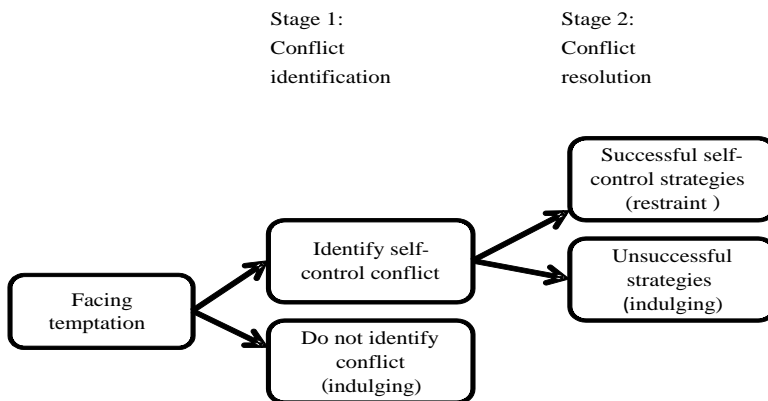 Stage 1:
Conflict
identification
Stage 2:
Conflict
resolution
Successful self-
control strategies
(restraint )
Identify self-
control conflict
Unsuccessful
strategies
(indulging)
Facing
temptation
Do not identify
conflict
(indulging)